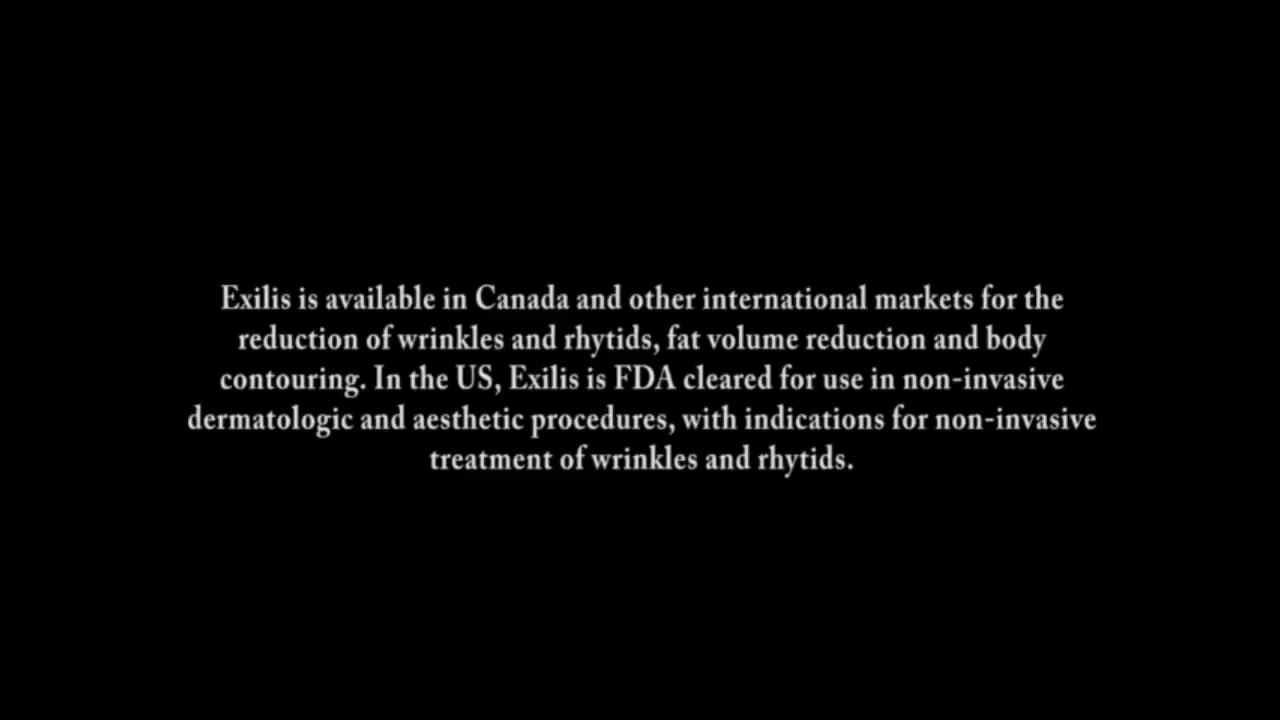 Exilis is available in Canada and other international markets for the
reduction of wrinkles and rhytids, fat volume reduction and body
contouring. In the US, Exilis is FDA cleared for use in non-invasive
dermatologic and aesthetic procedures, with indications for non-invasive
treatment of wrinkles and rhytids.